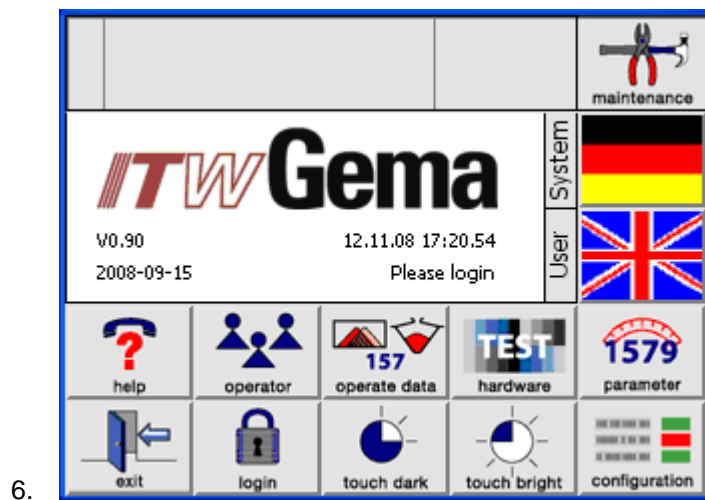 maintenance
ITW Gema
System
V0.90 12.11.08 17:20.54
2008-09-15 Please login
User
157
TEST
1579
help operator operate data hardware parameter
exit login touch dark touch bright configuration
6.